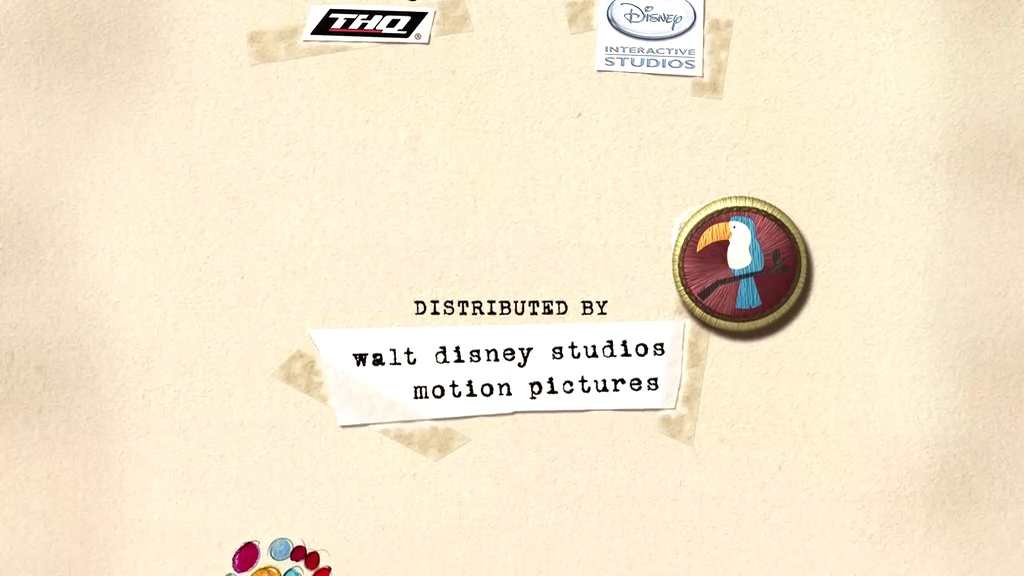 THQ®
Disney
INTERACTIVE
STUDIOS
DISTRIBUTED BY
walt disney studios
motion pictures